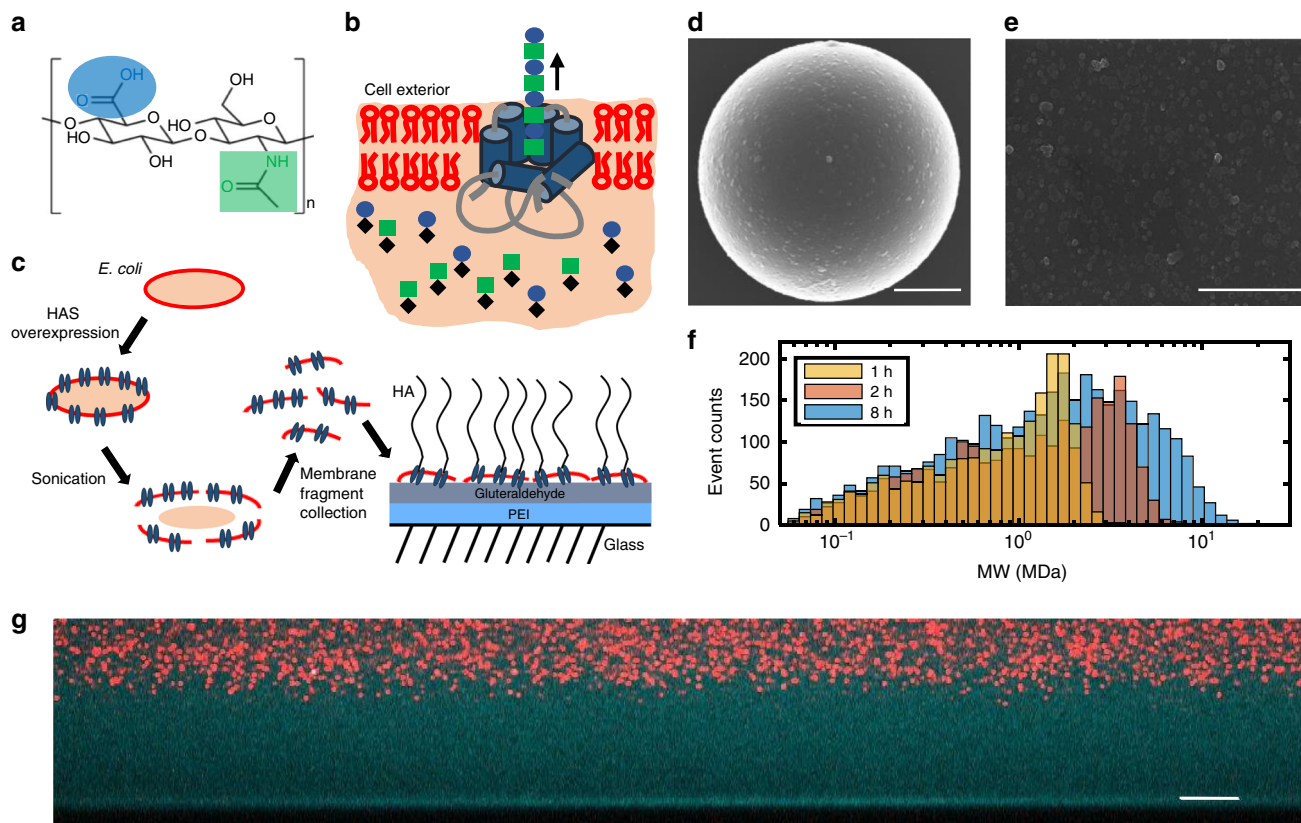 a
OH
O
OH
O
HO
O
HO
O
O
HO
OH
NH
O
n
b
Cell exterior
c
E. coli
HAS
overexpression
Sonication
Membrane
fragment
collection
HA
Gluteraldehyde
PEI
Glass
d
e
f
200
150
100
50
0
Event counts
1 h
2 h
8 h
10⁻¹
10⁰
10¹
MW (MDa)
g